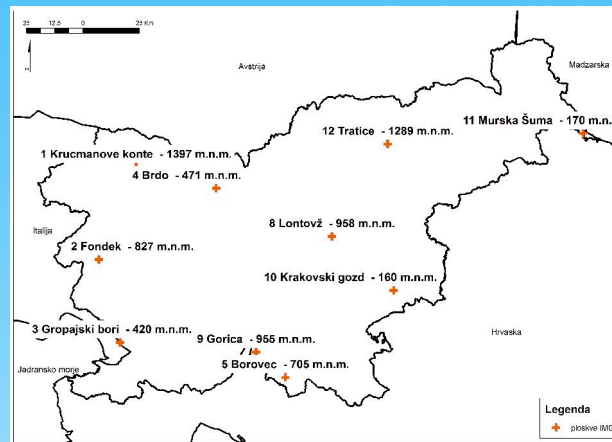 25 12.5 0 25 Km
Avstrija
Madzarska
11 Murska Šuma - 170 m.n.m.
12 Tratice - 1289 m.n.m.
1 Krucmanove konte - 1397 m.n.m.
4 Brdo - 471 m.n.m.
Italija
8 Lontovž - 958 m.n.m.
2 Fondek - 827 m.n.m.
10 Krakovski gozd - 160 m.n.m.
3 Gropajski bori - 420 m.n.m.
9 Gorica - 955 m.n.m.
Hrvaska
5 Borovec - 705 m.n.m.
Jadransko morje
Legenda
ploskve